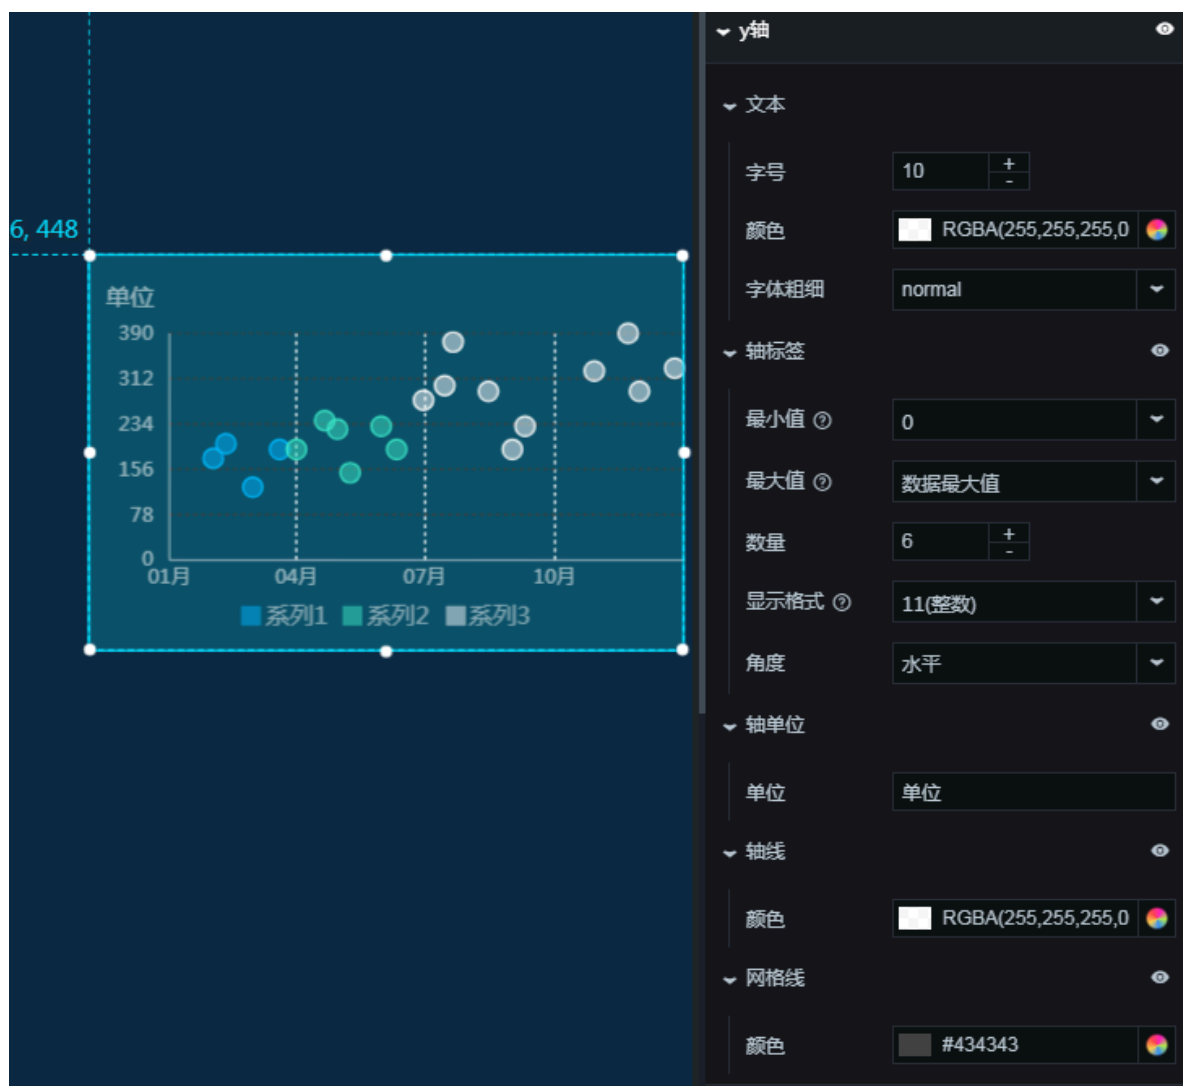 6, 448
单位
390
312
234
156
78
0
01月 04月 07月 10月
系列1 系列2 系列3
y轴
文本
字号 10 + -
颜色 RGBA(255,255,255,0
字体粗细 normal
轴标签
最小值 ? 0
最大值 ? 数据最大值
数量 6 + -
显示格式 ? 11(整数)
角度 水平
轴单位
单位 单位
轴线
颜色 RGBA(255,255,255,0
网格线
颜色 #434343